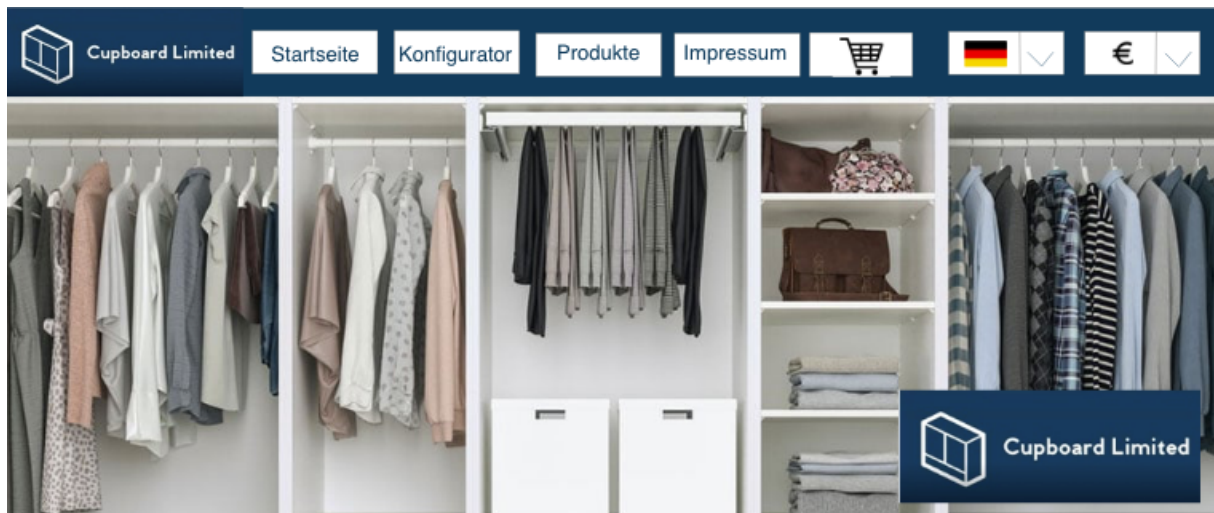 Cupboard Limited
Startseite
Konfigurator
Produkte
Impressum
€
Cupboard Limited